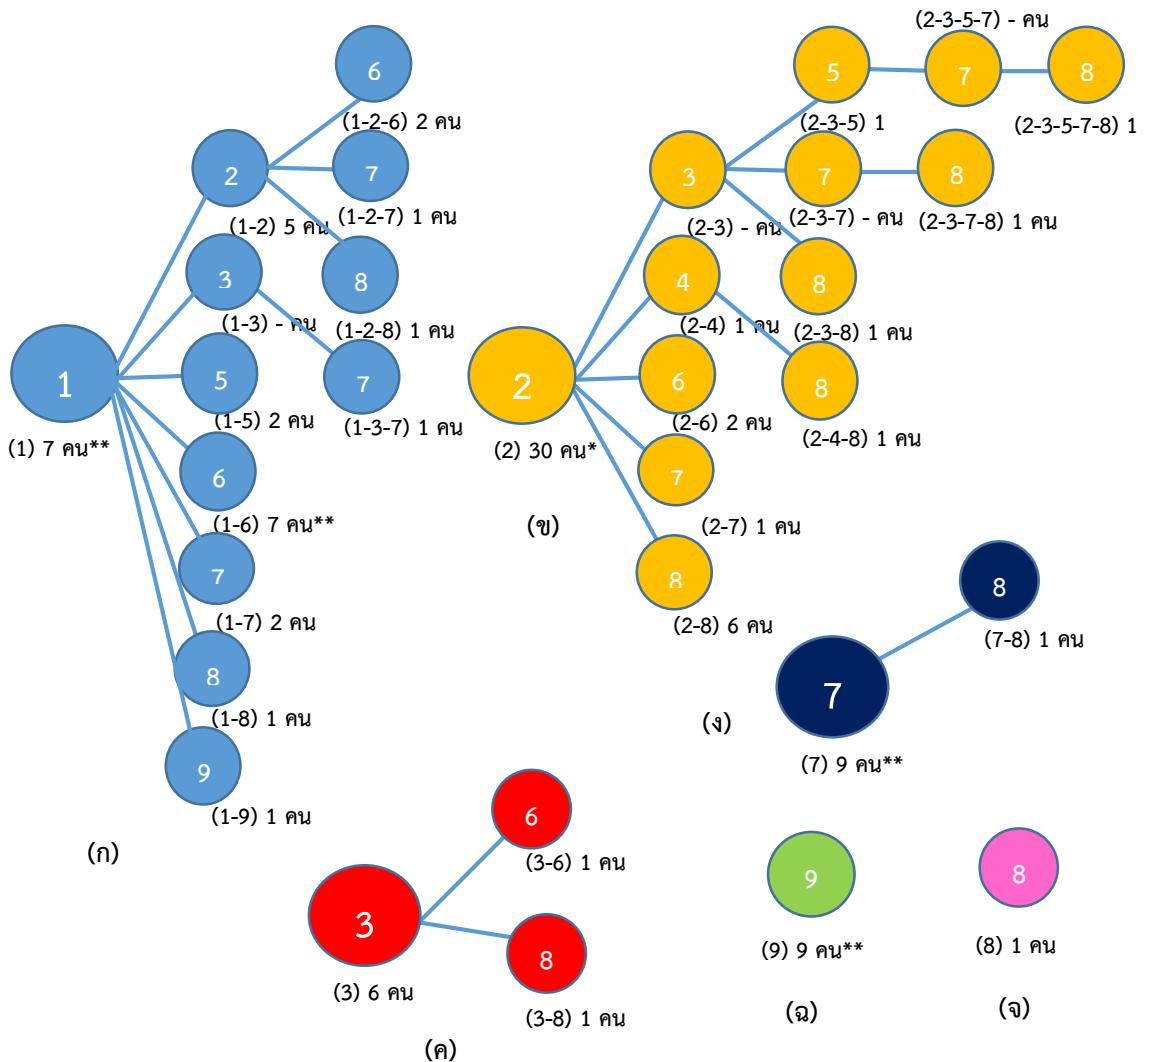 6
(1-2-6) 2 คน
2
7
(1-2-7) 1 คน
(1-2) 5 คน
3
8
(1-3) - คน
(1-2-8) 1 คน
1
5
7
(1-5) 2 คน
(1-3-7) 1 คน
(1) 7 คน**
6
(1-6) 7 คน**
7
(1-7) 2 คน
8
(1-8) 1 คน
9
(1-9) 1 คน
(ก)
(2-3-5-7) - คน
5
7
8
(2-3-5) 1
(2-3-5-7-8) 1
3
7
8
(2-3-7) - คน
(2-3-7-8) 1 คน
(2-3) - คน
4
8
(2-4) 1 คน
(2-3-8) 1 คน
2
6
8
(2-6) 2 คน
(2-4-8) 1 คน
(2) 30 คน*
7
(ข)
(2-7) 1 คน
8
(2-8) 6 คน
8
(7-8) 1 คน
7
(ง)
(7) 9 คน**
6
(3-6) 1 คน
3
8
(3) 6 คน
(3-8) 1 คน
(ค)
9
(9) 9 คน**
(ฉ)
8
(8) 1 คน
(จ)